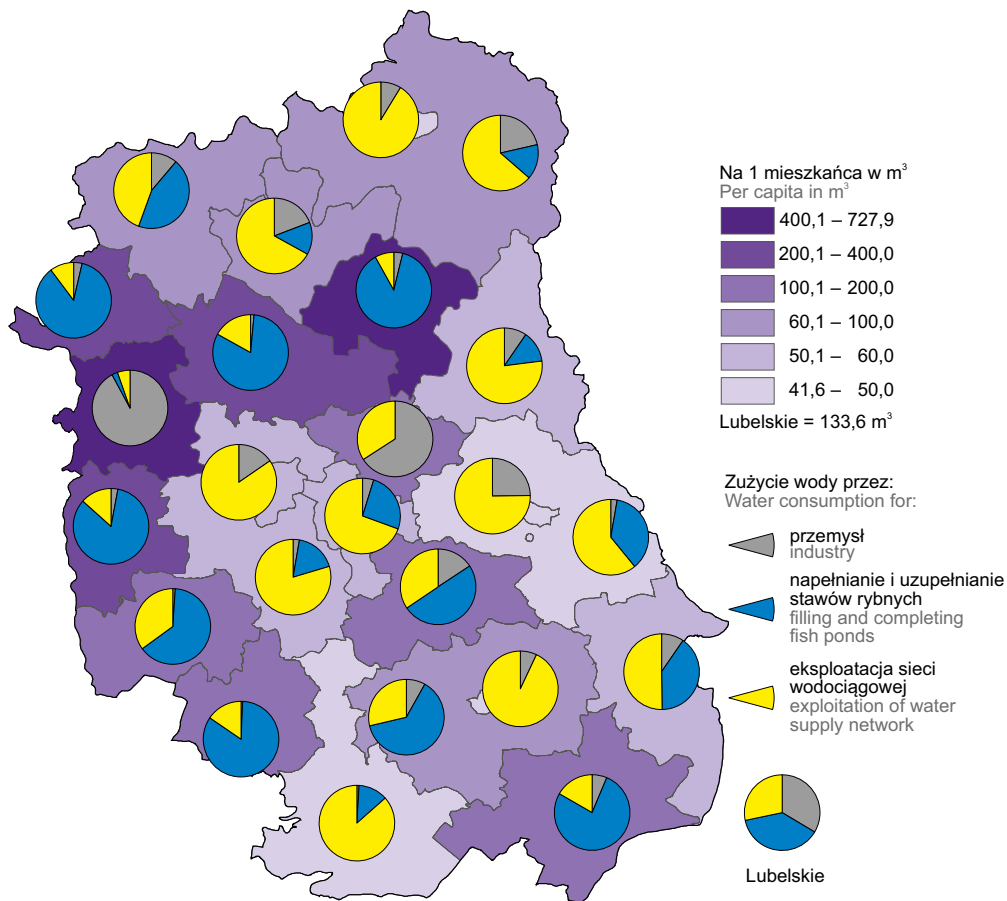 Na 1 mieszkańca w m³
Per capita in m³
400,1 – 727,9
200,1 – 400,0
100,1 – 200,0
60,1 – 100,0
50,1 – 60,0
41,6 – 50,0
Lubelskie = 133,6 m³
Zużycie wody przez:
Water consumption for:
przemysł
industry
napełnianie i uzupełnianie
stawów rybnych
filling and completing
fish ponds
eksploatacja sieci
wodociągowej
exploitation of water
supply network
Lubelskie